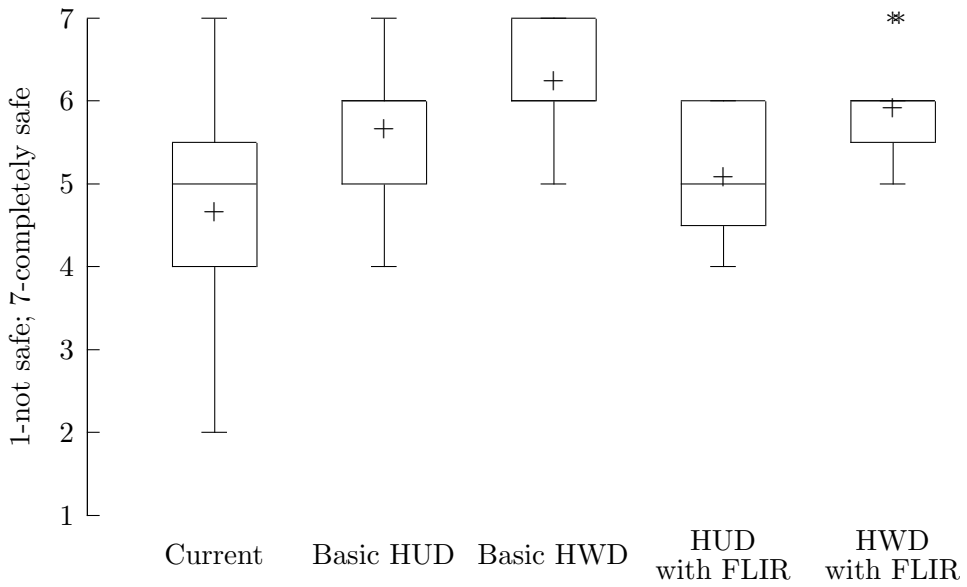 7
6
5
4
3
2
1
1-not safe; 7-completely safe
Current
Basic HUD
Basic HWD
HUD
with FLIR
HWD
with FLIR